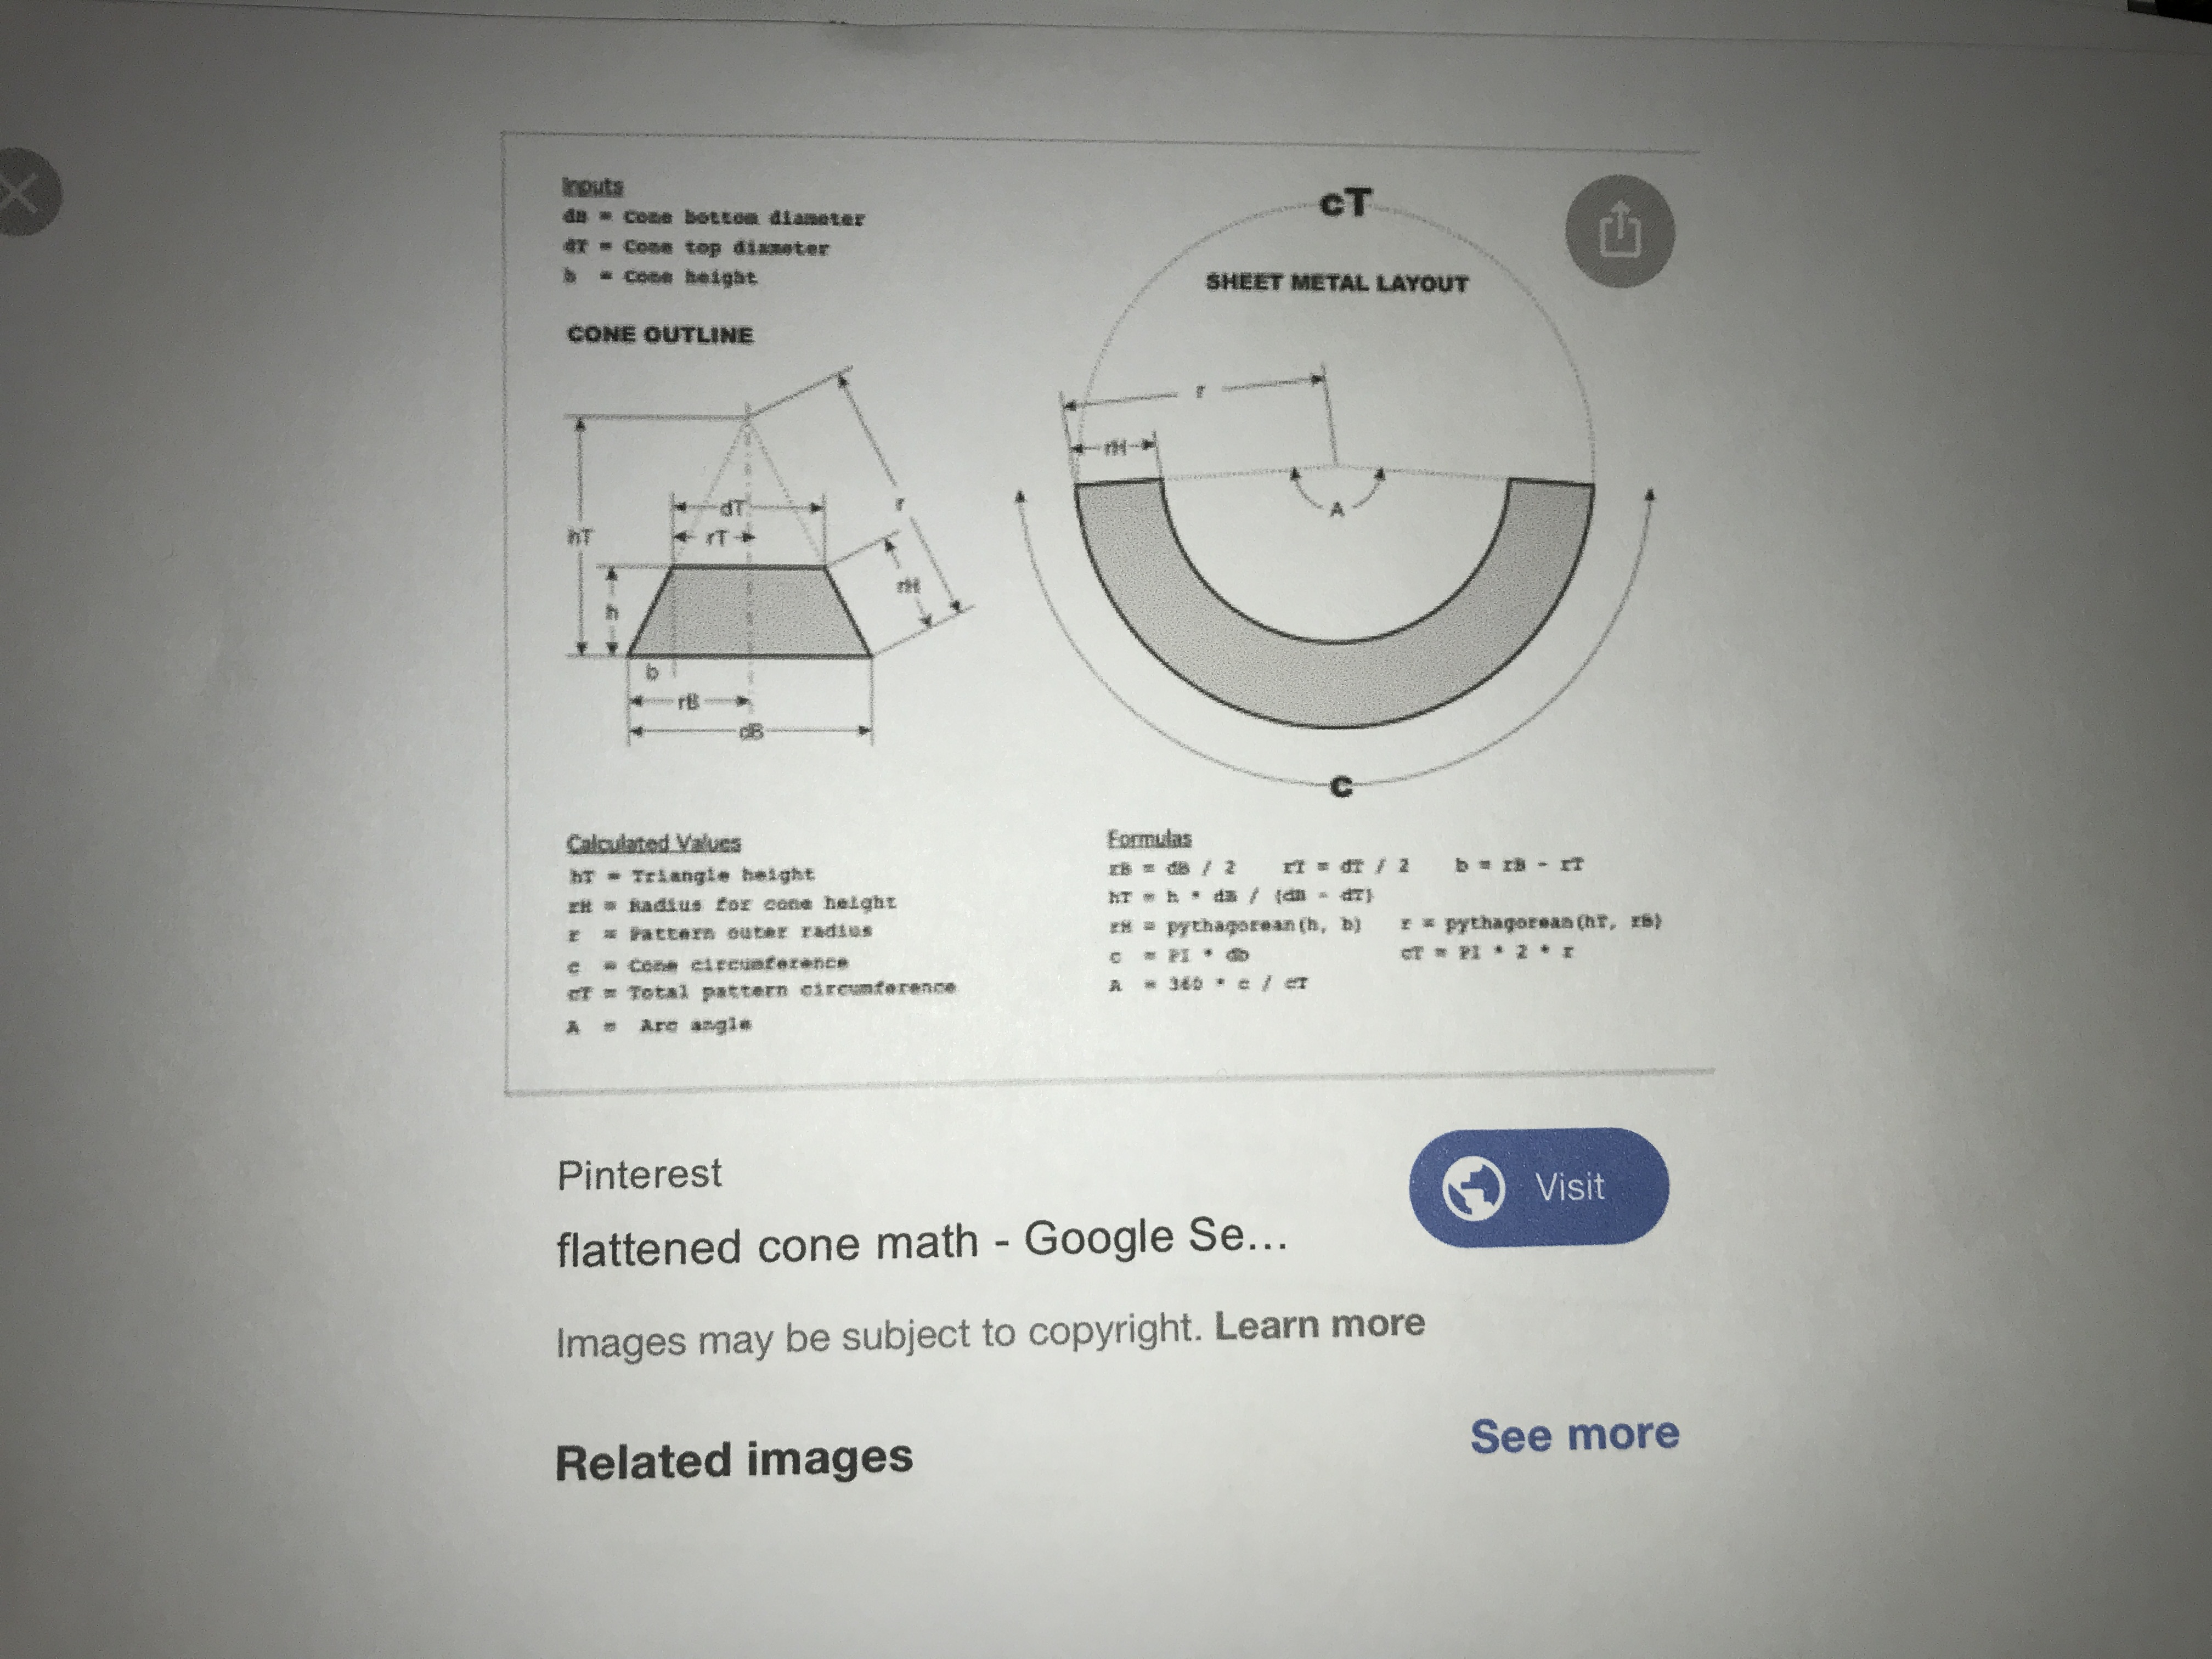 Inputs
dB = Cone bottom diameter
dT = Cone top diameter
h = Cone height
CONE OUTLINE
SHEET METAL LAYOUT
cT
hT
h
dT
rT
b
rB
dB
r
rH
rH
r
A
c
Calculated Values
hT = Triangle height
rH = Radius for cone height
r = Pattern outer radius
c = Cone circumference
cT = Total pattern circumference
A = Arc angle
Formulas
rB = dB / 2 rT = dT / 2 b = rB - rT
hT = h * dB / (dB - dT)
rH = pythagorean(h, b) r = pythagorean(hT, rB)
c = PI * db cT = PI * 2 * r
A = 360 * c / cT
Pinterest
flattened cone math - Google Se...
Visit
Images may be subject to copyright. Learn more
Related images
See more